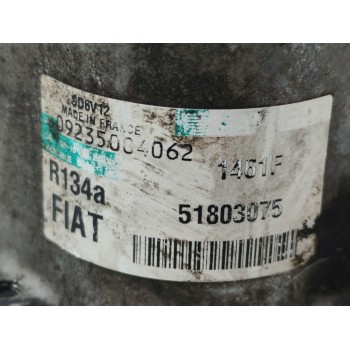 SD6V12
MADE IN FRANCE
09235004062
1461F
R134a
51803075
FIAT